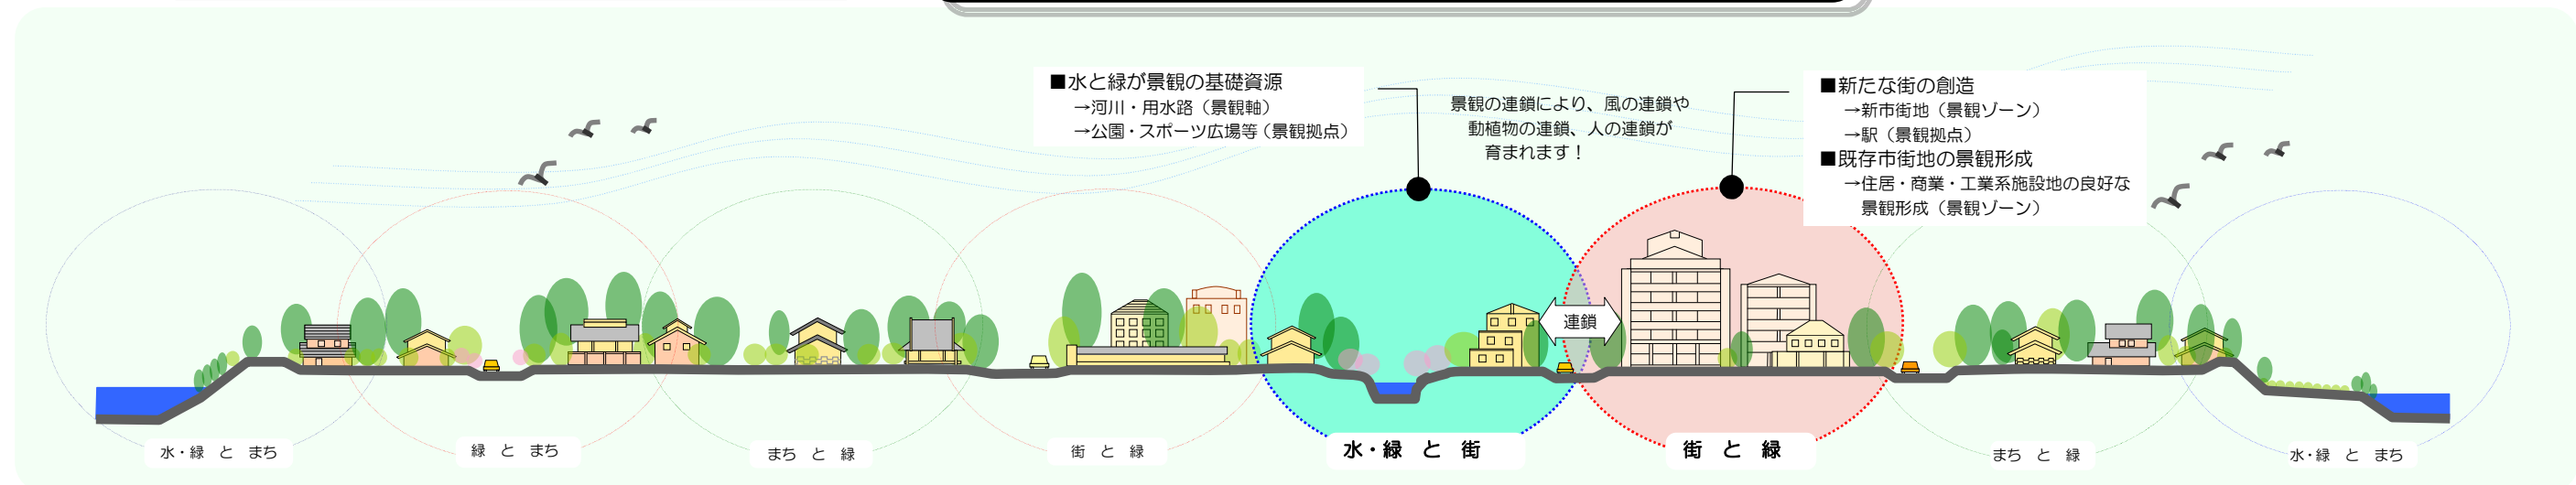 ■水と緑が景観の基礎資源
→河川・用水路（景観軸）
→公園・スポーツ広場等（景観拠点）
景観の連鎖により、風の連鎖や
動植物の連鎖、人の連鎖が
育まれます！
■新たな街の創造
→新市街地（景観ゾーン）
→駅（景観拠点）
■既存市街地の景観形成
→住居・商業・工業系施設地の良好な
景観形成（景観ゾーン）
連鎖
水・緑　と　まち
緑　と　まち
まち　と　緑
街　と　緑
水・緑　と　街
街　と　緑
まち　と　緑
水・緑　と　まち